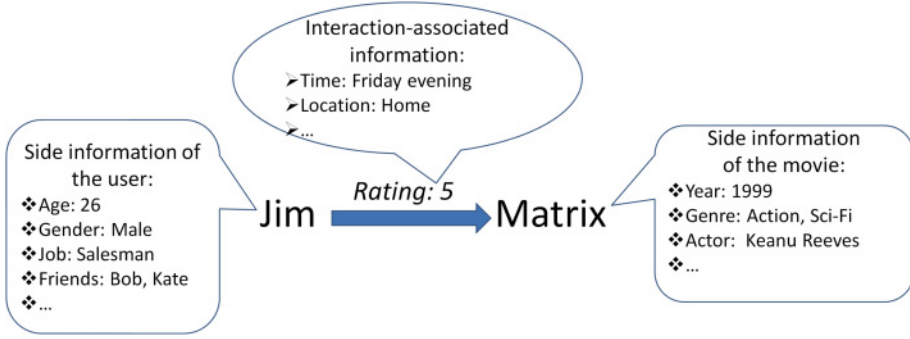 Interaction-associated
information:
➢Time: Friday evening
➢Location: Home
➢...
Side information of
the user:
❖Age: 26
❖Gender: Male
❖Job: Salesman
❖Friends: Bob, Kate
❖...
Rating: 5
Jim
Matrix
Side information
of the movie:
❖Year: 1999
❖Genre: Action, Sci-Fi
❖Actor:  Keanu Reeves
❖...